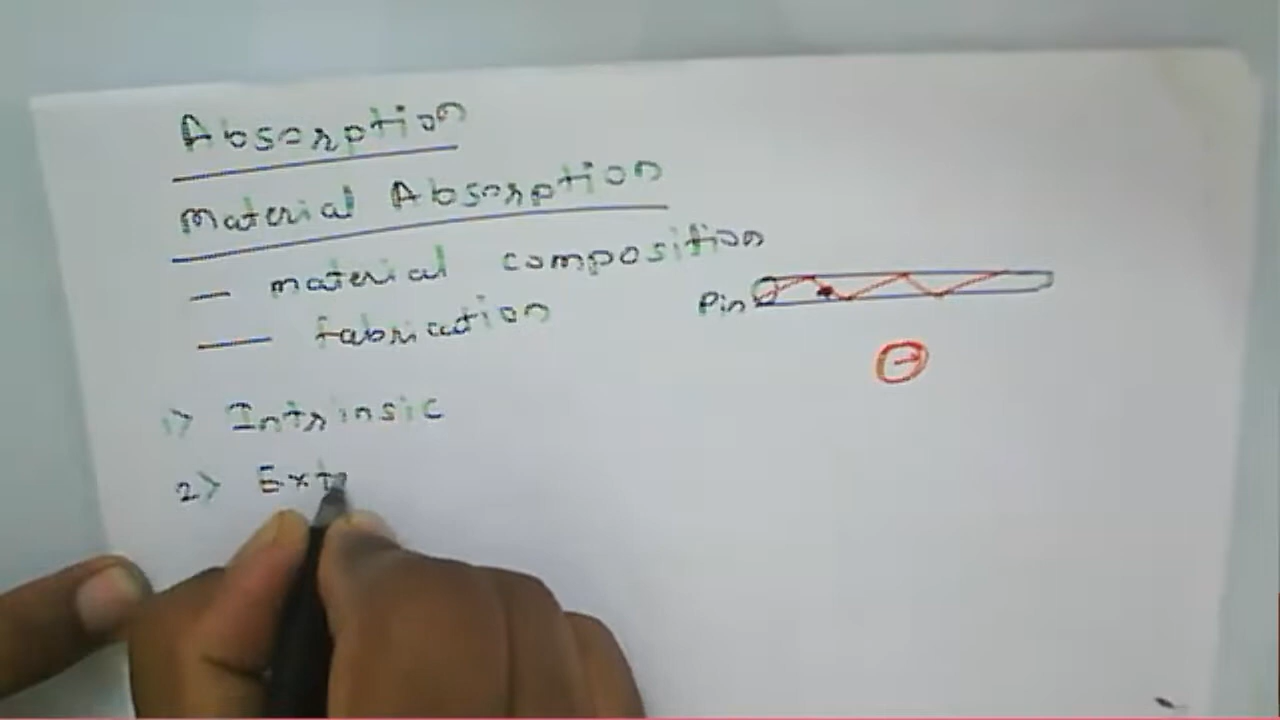 Absorption
Material Absorption
— material composition
— fabrication
Pin
1) Intrinsic
2) Ext